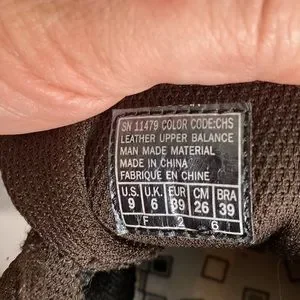 SN 11479 COLOR CODE:CHS
LEATHER UPPER BALANCE
MAN MADE MATERIAL
MADE IN CHINA
FABRIQUE EN CHINE
U.S. U.K. EUR CM BRA
9 6 39 26 39
F 2 6